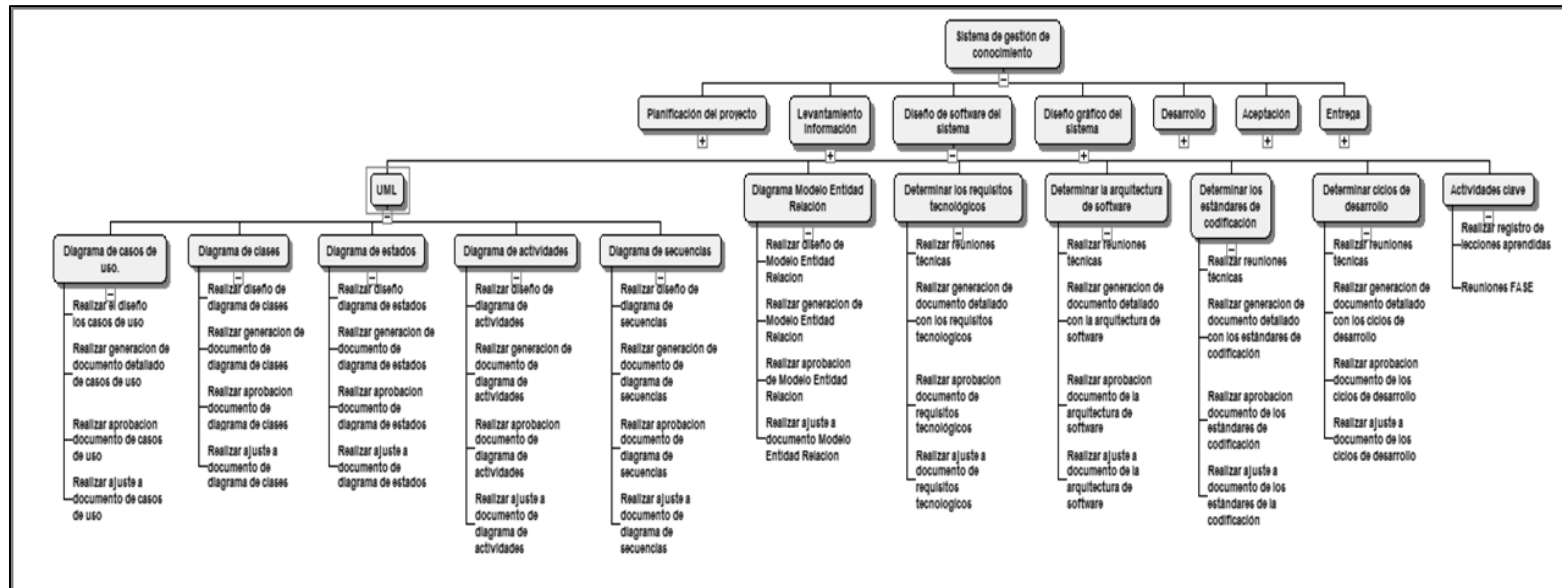 Sistema de gestión de
conocimiento
Planificación del proyecto
Levantamiento
información
Diseño de software del
sistema
Diseño gráfico del
sistema
Desarrollo
Aceptación
Entrega
UML
Diagrama Modelo Entidad
Relación
Determinar los requisitos
tecnológicos
Determinar la arquitectura
de software
Determinar los
estándares de
codificación
Determinar ciclos de
desarrollo
Actividades clave
Diagrama de casos de
uso.
Diagrama de clases
Diagrama de estados
Diagrama de actividades
Diagrama de secuencias
Realizar el diseño
los casos de uso
Realizar generacion de
documento detallado
de casos de uso
Realizar aprobacion
documento de casos
de uso
Realizar ajuste a
documento de casos
de uso
Realizar diseño de
diagrama de clases
Realizar generacion de
documento de
diagrama de clases
Realizar aprobacion
documento de
diagrama de clases
Realizar ajuste a
documento de
diagrama de clases
Realizar diseño
diagrama de estados
Realizar generacion de
documento de
diagrama de estados
Realizar aprobacion
documento de
diagrama de estados
Realizar ajuste a
documento de
diagrama de estados
Realizar diseño de
diagrama de
actividades
Realizar generacion de
documento de
diagrama de
actividades
Realizar aprobacion
documento de
diagrama de
actividades
Realizar ajuste a
documento de
diagrama de
actividades
Realizar diseño de
diagrama de
secuencias
Realizar generación de
documento de
diagrama de
secuencias
Realizar aprobacion
documento de
diagrama de
secuencias
Realizar ajuste a
documento de
diagrama de
secuencias
Realizar diseño de
Modelo Entidad
Relacion
Realizar generacion de
Modelo Entidad
Relacion
Realizar aprobacion
de Modelo Entidad
Relacion
Realizar ajuste a
documento Modelo
Entidad Relacion
Realizar reuniones
técnicas
Realizar generacion de
documento detallado
con los requisitos
tecnologicos
Realizar aprobacion
documento de
requisitos
tecnológicos
Realizar ajuste a
documento de
requisitos
tecnologicos
Realizar reuniones
técnicas
Realizar generacion de
documento detallado
con la arquitectura de
software
Realizar aprobacion
documento de la
arquitectura de
software
Realizar ajuste a
documento de la
arquitectura de
software
Realizar reuniones
técnicas
Realizar generacion de
documento detallado
con los estándares de
codificación
Realizar aprobacion
documento de los
estándares de
codificación
Realizar ajuste a
documento de los
estándares de la
codificación
Realizar reuniones
técnicas
Realizar generacion de
documento detallado
con los ciclos de
desarrollo
Realizar aprobacion
documento de los
ciclos de desarrollo
Realizar ajuste a
documento de los
ciclos de desarrollo
Realizar registro de
lecciones aprendidas
Reuniones FASE